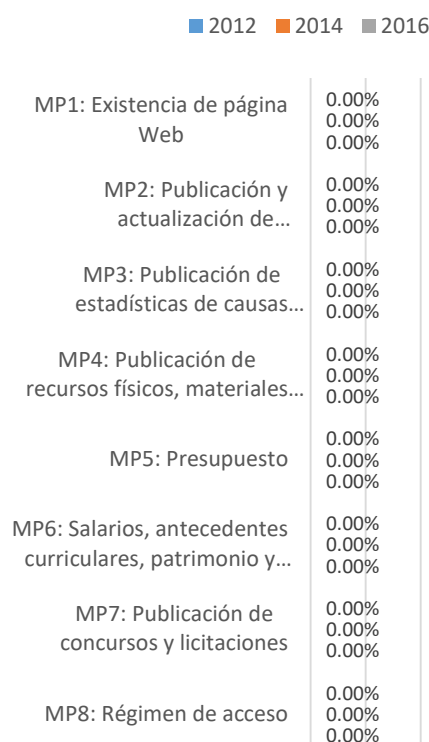 2012 2014 2016
MP1: Existencia de página
Web
0.00%
0.00%
0.00%
MP2: Publicación y
actualización de...
0.00%
0.00%
0.00%
MP3: Publicación de
estadísticas de causas...
0.00%
0.00%
0.00%
MP4: Publicación de
recursos físicos, materiales...
0.00%
0.00%
0.00%
MP5: Presupuesto
0.00%
0.00%
0.00%
MP6: Salarios, antecedentes
curriculares, patrimonio y...
0.00%
0.00%
0.00%
MP7: Publicación de
concursos y licitaciones
0.00%
0.00%
0.00%
MP8: Régimen de acceso
0.00%
0.00%
0.00%